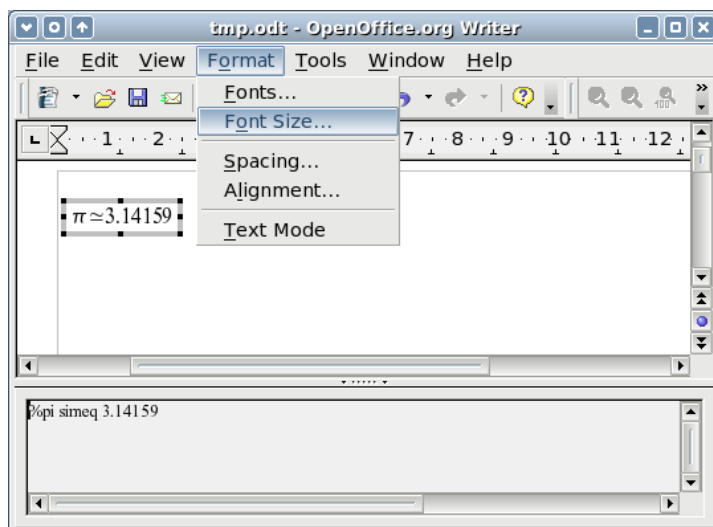 tmp.odt - OpenOffice.org Writer
File Edit View Format Tools Window Help
Fonts...
Font Size...
1 2 7 8 9 10 11 12
Spacing...
Alignment...
π≃3.14159
Text Mode
%pi simeq 3.14159